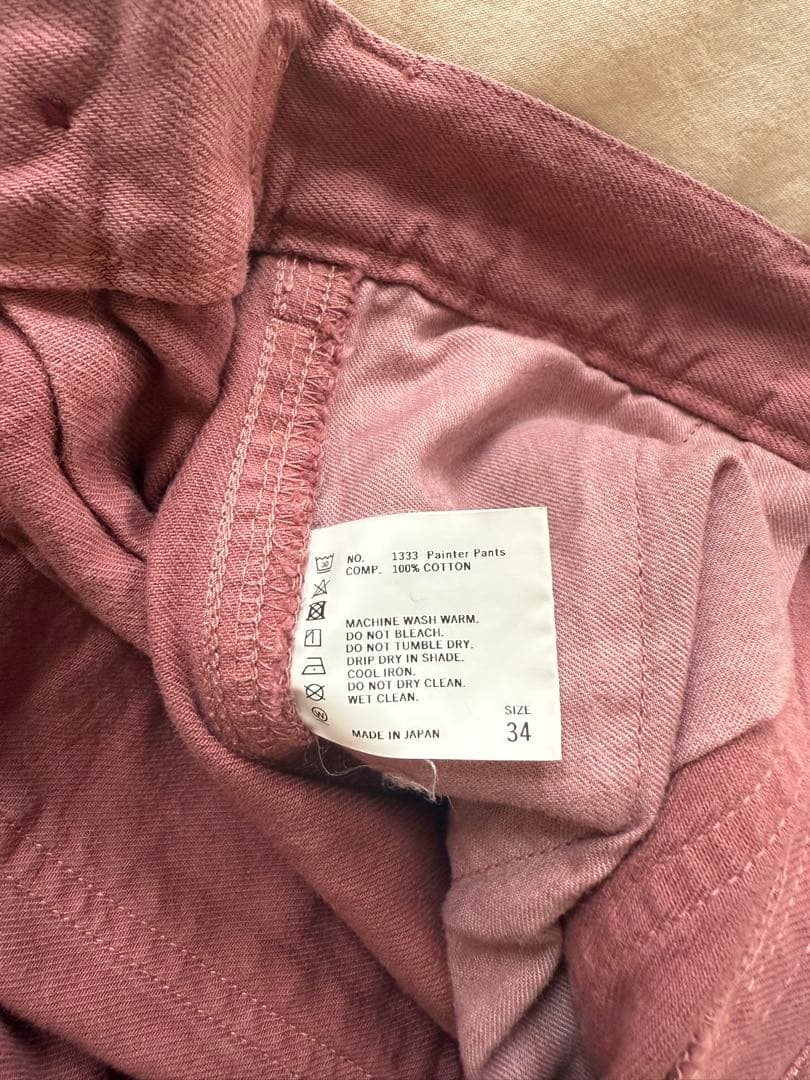 NO. 1333 Painter Pants
COMP. 100% COTTON
MACHINE WASH WARM.
DO NOT BLEACH.
DO NOT TUMBLE DRY.
DRIP DRY IN SHADE.
COOL IRON.
DO NOT DRY CLEAN.
WET CLEAN.
SIZE
MADE IN JAPAN 34